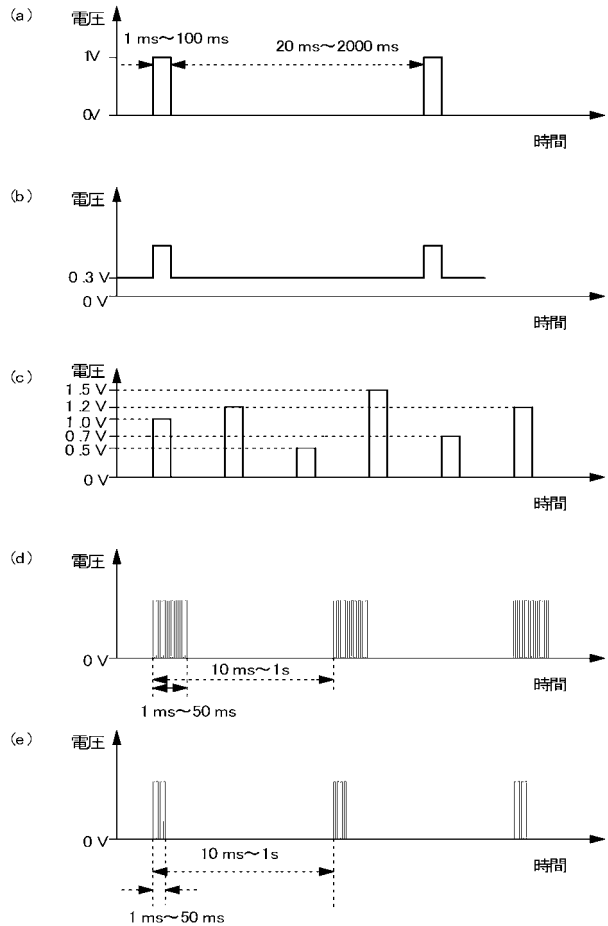 (a)
電圧
1 ms～100 ms
20 ms～2000 ms
1V
0V
時間
(b)
電圧
0.3 V
0 V
時間
(c)
電圧
1.5 V
1.2 V
1.0 V
0.7 V
0.5 V
0 V
時間
(d)
電圧
0 V
10 ms～1s
時間
1 ms～50 ms
(e)
電圧
0 V
10 ms～1s
時間
1 ms～50 ms